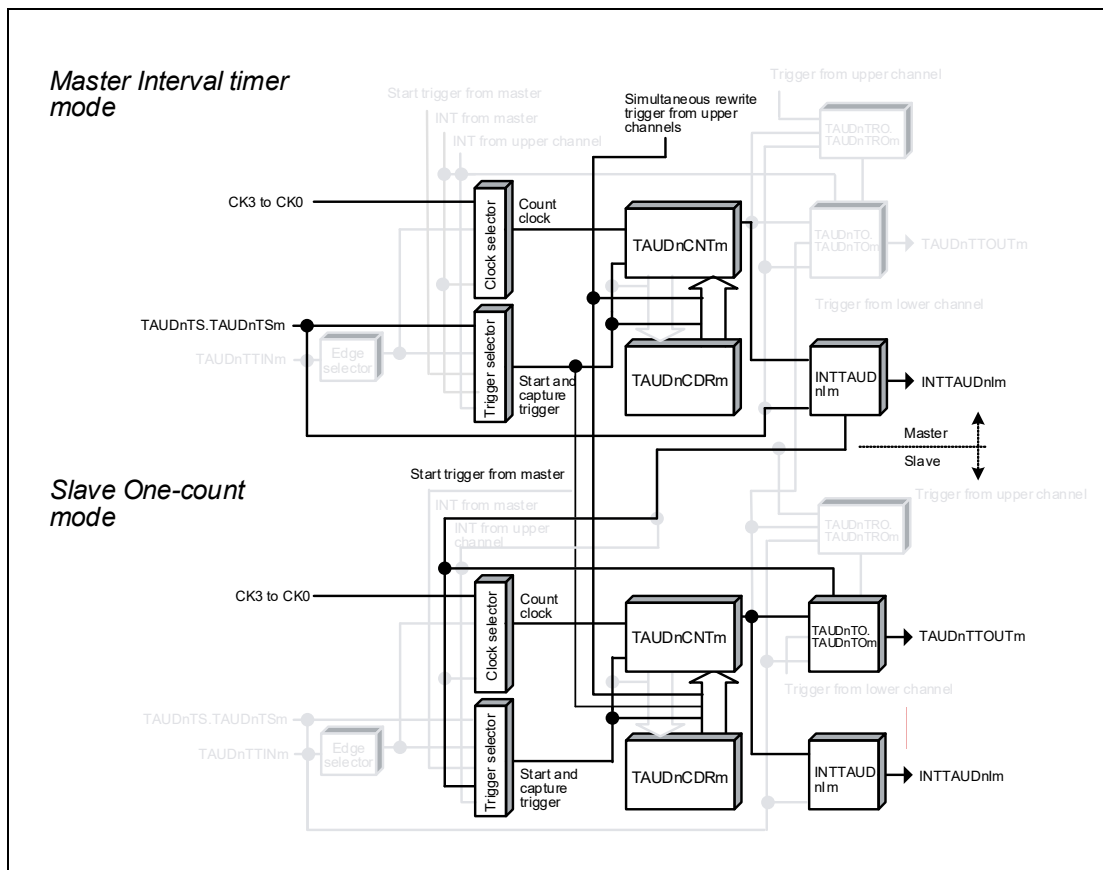 Master Interval timer
mode
Trigger from upper channel
Start trigger from master
Simultaneous rewrite
trigger from upper
channels
INT from master
INT from upper channel
TAUDnTRO.
TAUDnTROm
CK3 to CK0
Clock selector
Count
clock
TAUDnCNTm
TAUDnTO.
TAUDnTOm
TAUDnTTOUTm
Trigger from lower channel
TAUDnTS.TAUDnTSm
TAUDnTTINm
Edge
selector
Trigger selector
Start and
capture
trigger
TAUDnCDRm
INTTAUD
nIm
INTTAUDnIm
Master
Slave
Slave One-count
mode
Start trigger from master
INT from master
INT from upper
channel
Trigger from upper channel
TAUDnTRO.
TAUDnTROm
CK3 to CK0
Clock selector
Count
clock
TAUDnCNTm
TAUDnTO.
TAUDnTOm
TAUDnTTOUTm
Trigger from lower channel
TAUDnTS.TAUDnTSm
TAUDnTTINm
Edge
selector
Trigger selector
Start and
capture
trigger
TAUDnCDRm
INTTAUD
nIm
INTTAUDnIm